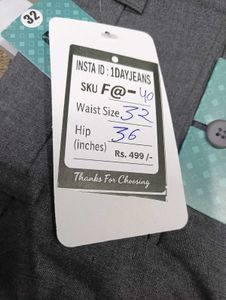 32
INSTA ID : 1DAYJEANS
SKU F@-40
Waist Size 32
Hip 36
(inches)
Rs. 499 /-
Thanks For Choosing